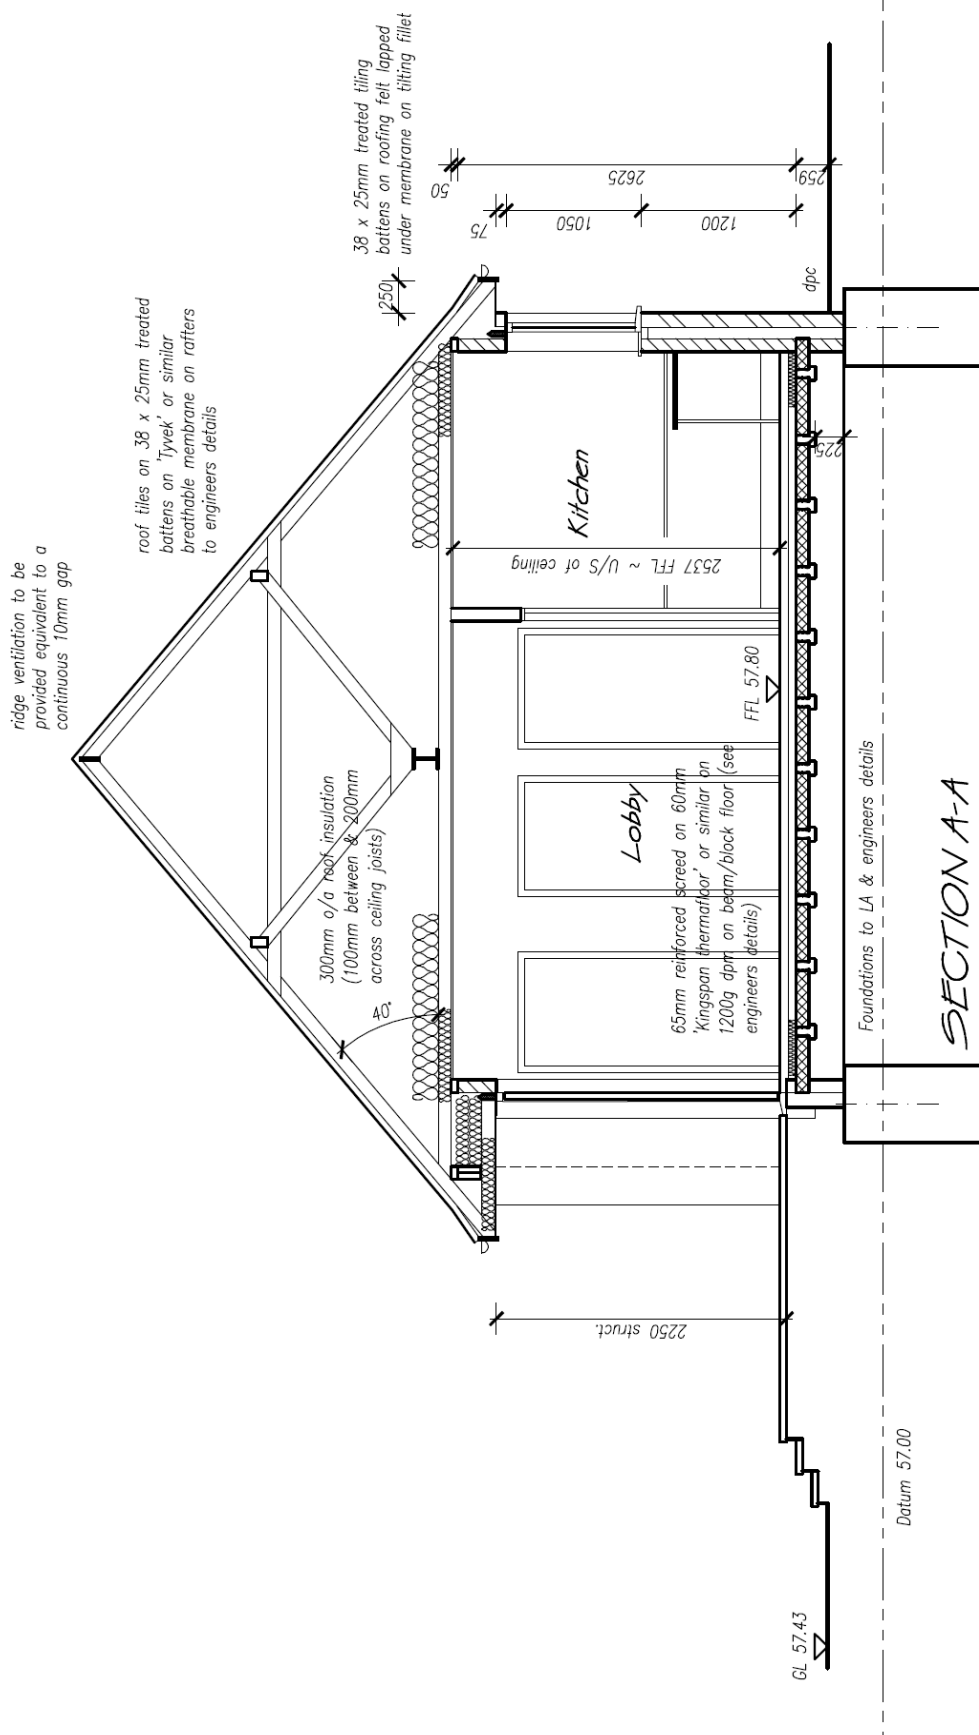 ridge ventilation to be
provided equivalent to a
continuous 10mm gap
roof tiles on 38 x 25mm treated
battens on 'Tyvek' or similar
breathable membrane on rafters
to engineers details
38 x 25mm treated tiling
battens on roofing felt lapped
under membrane on tilting fillet
250
300mm o/a roof insulation
(100mm between & 200mm
across ceiling joists)
40°
50
75
2625
1050
1200
259
dpc
225
Kitchen
2537 FFL ~ U/S of ceiling
Lobby
FFL 57.80
65mm reinforced screed on 60mm
'Kingspan thermafloor' or similar on
1200g dpm on beam/block floor (see
engineers details)
2250 struct.
Foundations to LA & engineers details
GL 57.43
Datum 57.00
SECTION A-A